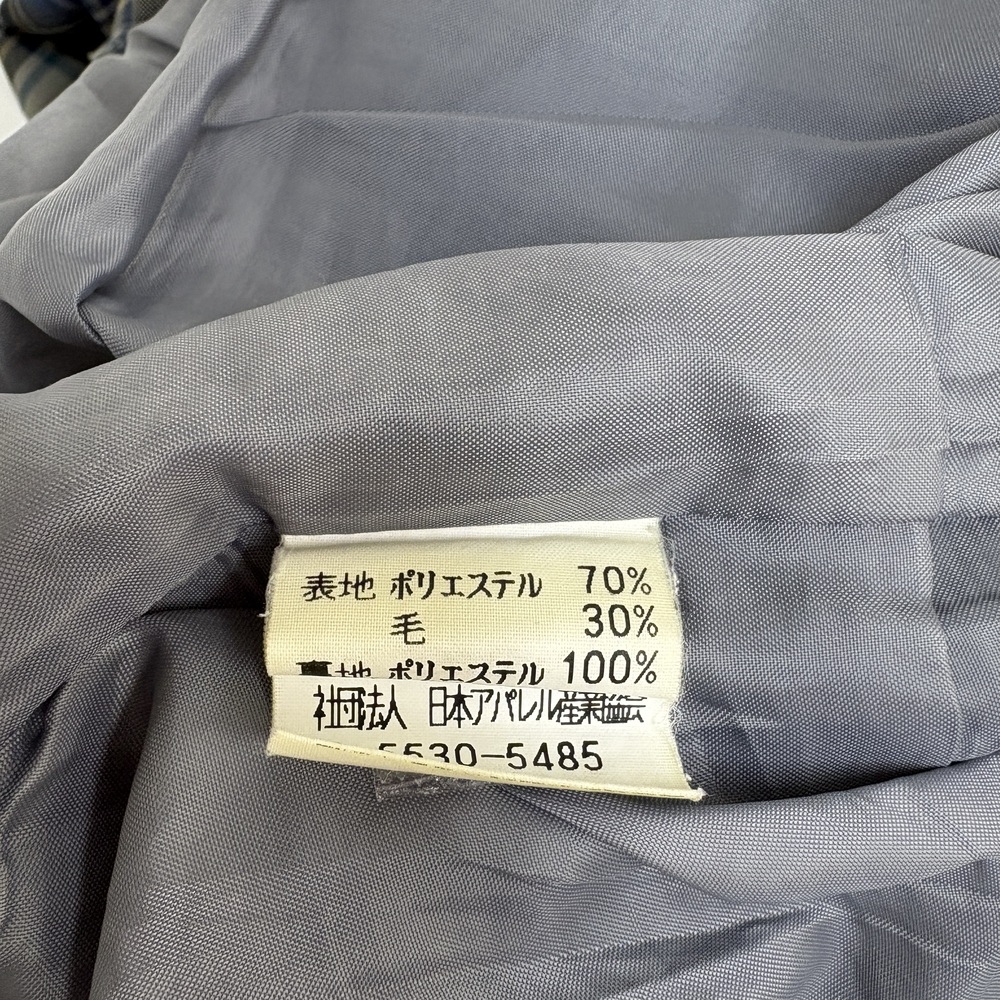 表地 ポリエステル 70%
毛 30%
裏地 ポリエステル 100%
社団法人 日本アパレル産業協会
5530-5485